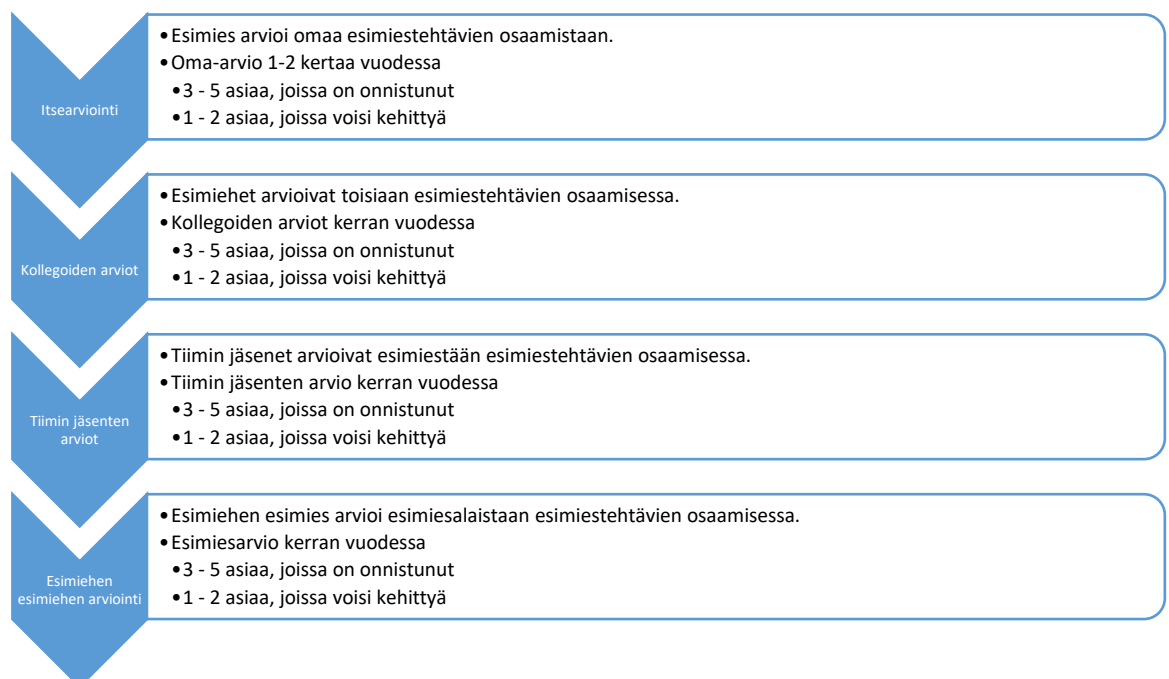 Itsearviointi
•Esimies arvioi omaa esimiestehtävien osaamistaan.
•Oma-arvio 1-2 kertaa vuodessa
•3 - 5 asiaa, joissa on onnistunut
•1 - 2 asiaa, joissa voisi kehittyä
Kollegoiden arviot
•Esimiehet arvioivat toisiaan esimiestehtävien osaamisessa.
•Kollegoiden arviot kerran vuodessa
•3 - 5 asiaa, joissa on onnistunut
•1 - 2 asiaa, joissa voisi kehittyä
Tiimin jäsenten
arviot
•Tiimin jäsenet arvioivat esimiestään esimiestehtävien osaamisessa.
•Tiimin jäsenten arvio kerran vuodessa
•3 - 5 asiaa, joissa on onnistunut
•1 - 2 asiaa, joissa voisi kehittyä
Esimiehen
esimiehen arviointi
•Esimiehen esimies arvioi esimiesalaistaan esimiestehtävien osaamisessa.
•Esimiesarvio kerran vuodessa
•3 - 5 asiaa, joissa on onnistunut
•1 - 2 asiaa, joissa voisi kehittyä